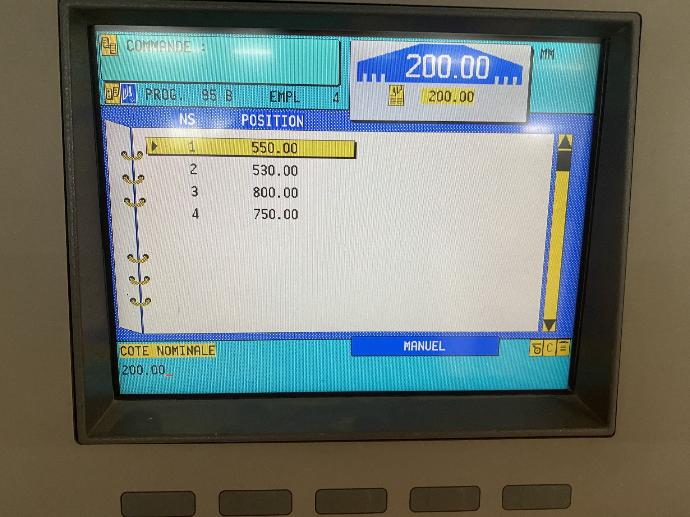 COMMANDE :
200.00
MM
200.00
PROG. 95 B EMPL 4
NS POSITION
1 550.00
2 530.00
3 800.00
4 750.00
MANUEL
COTE NOMINALE
200.00_